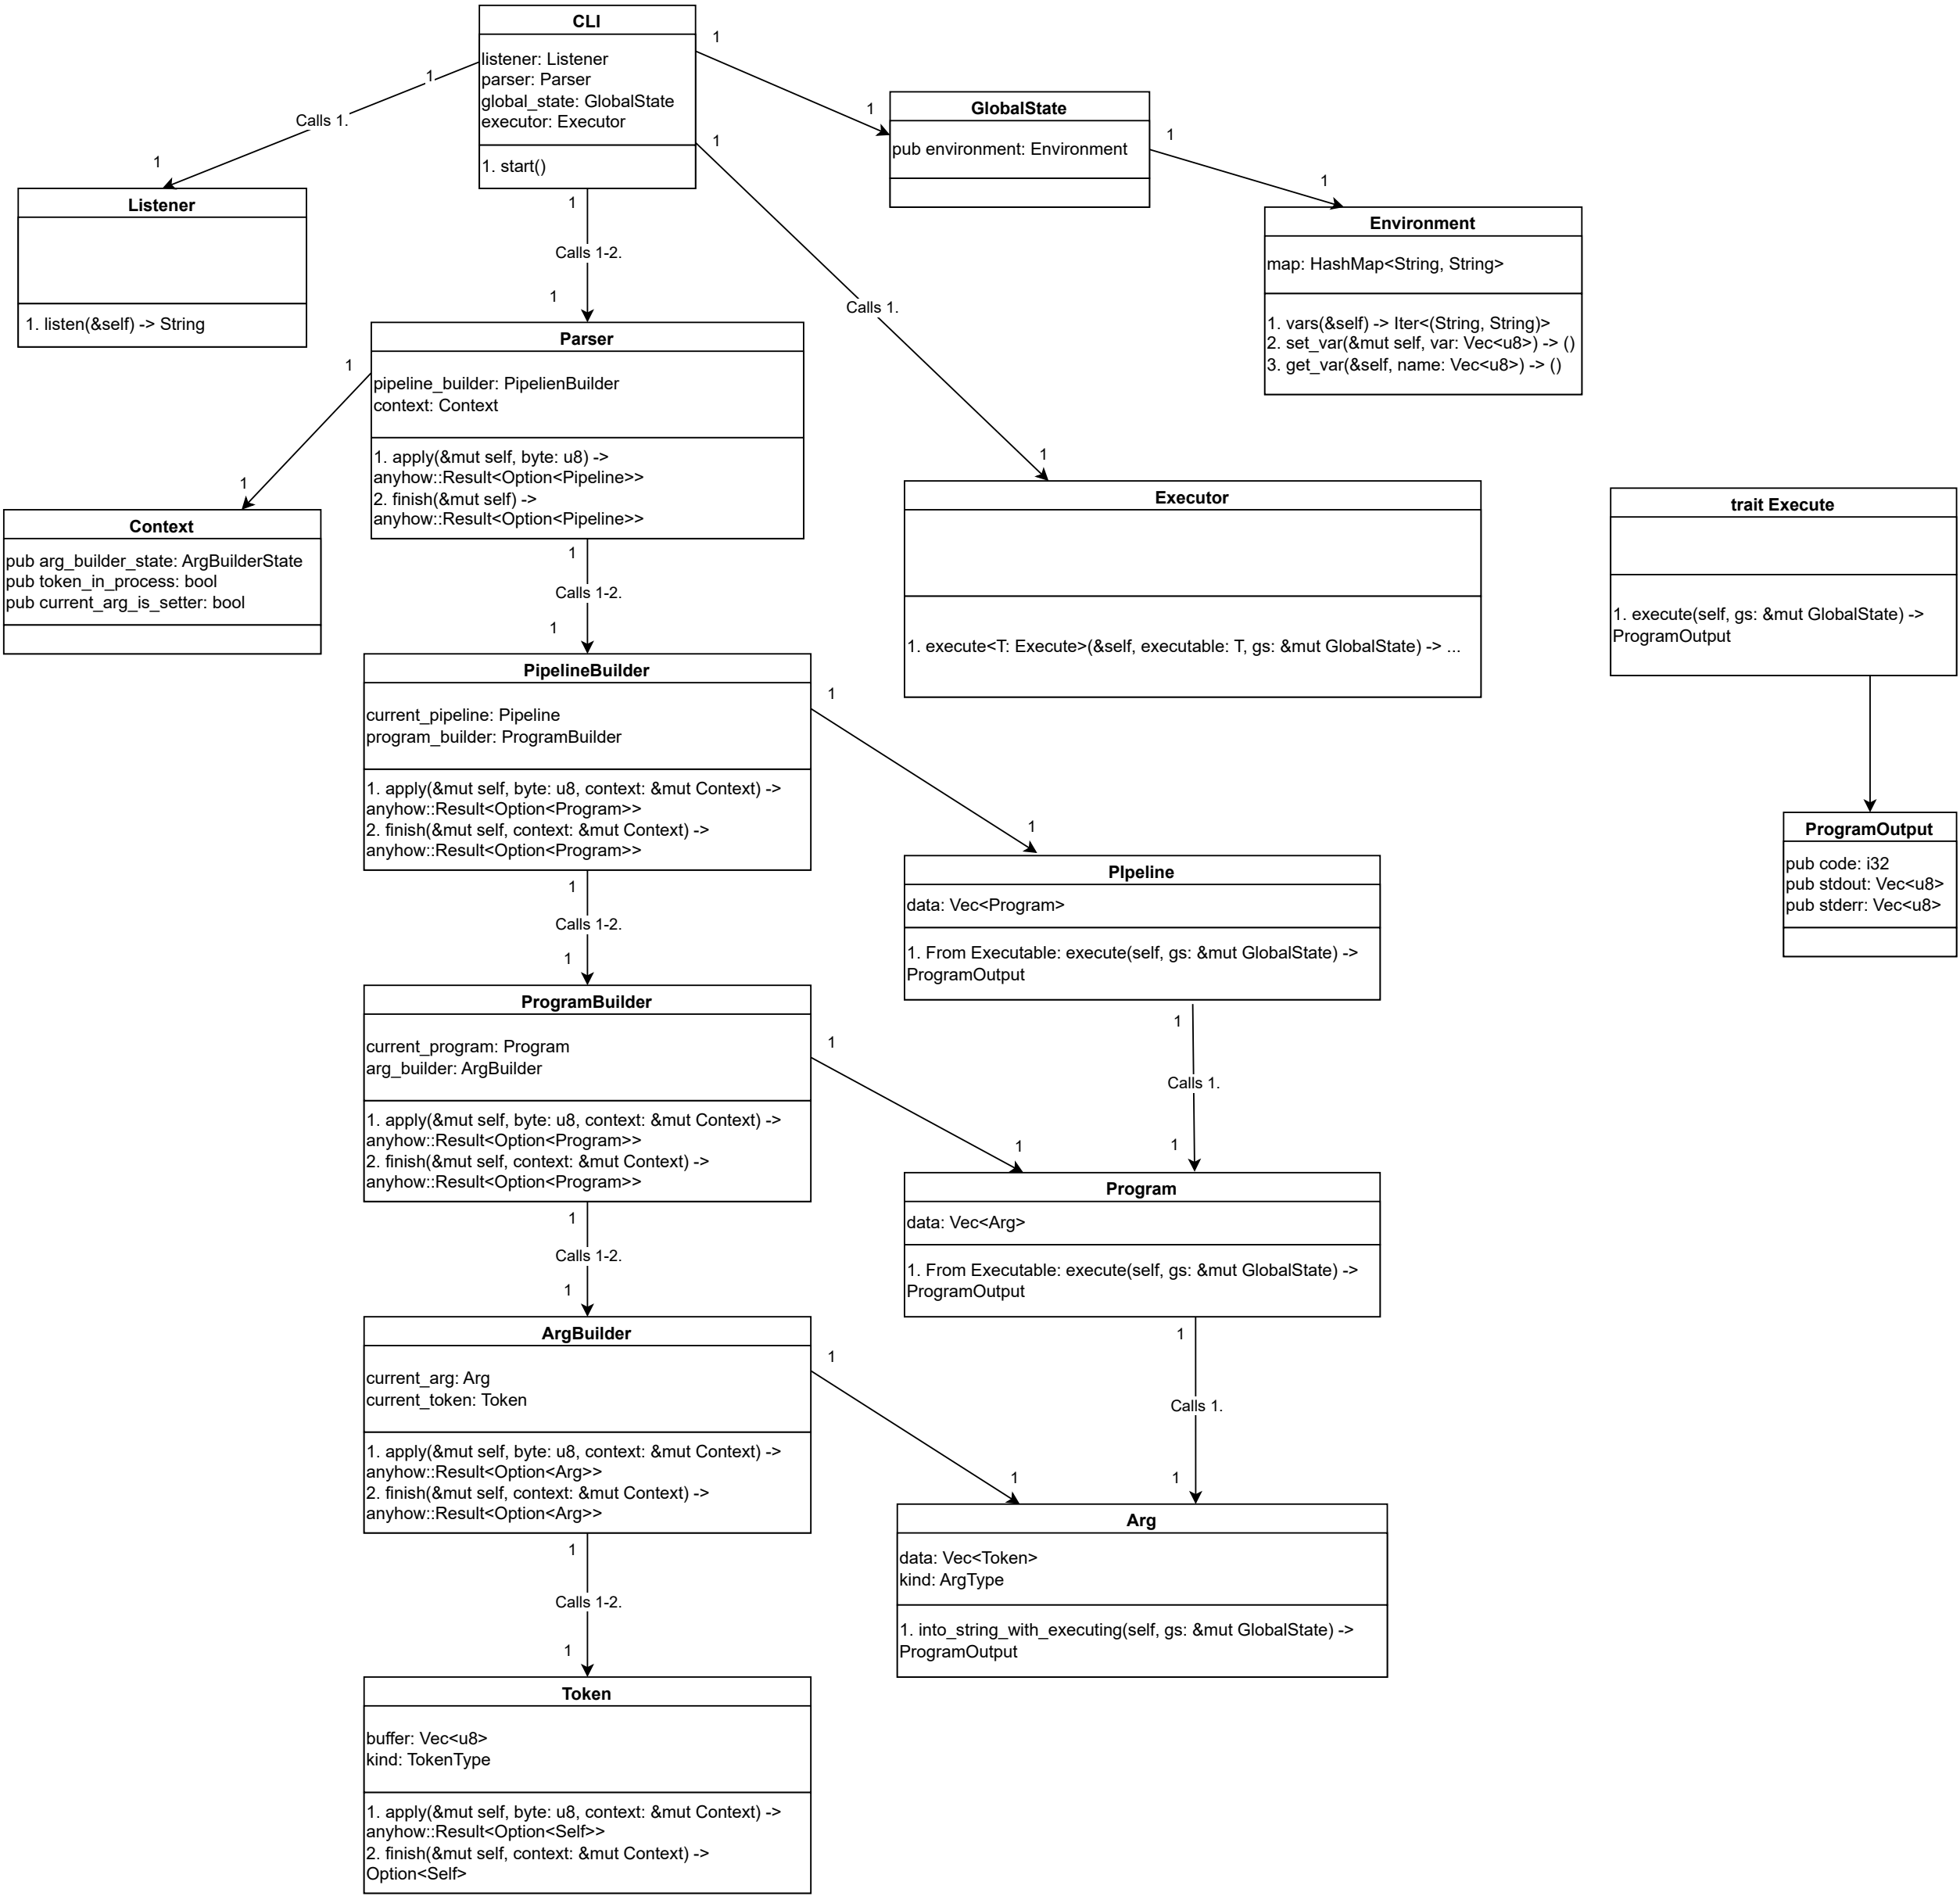 CLI
listener: Listener
parser: Parser
global_state: GlobalState
executor: Executor
1. start()
1
Calls 1.
1
1
1
1
Calls 1.
1
1
Calls 1-2.
1
GlobalState
pub environment: Environment
1
1
Environment
map: HashMap<String, String>
1. vars(&self) -> Iter<(String, String)>
2. set_var(&mut self, var: Vec<u8>) -> ()
3. get_var(&self, name: Vec<u8>) -> ()
Listener
1. listen(&self) -> String
Parser
pipeline_builder: PipelienBuilder
context: Context
1. apply(&mut self, byte: u8) ->
anyhow::Result<Option<Pipeline>>
2. finish(&mut self) ->
anyhow::Result<Option<Pipeline>>
1
1
Context
pub arg_builder_state: ArgBuilderState
pub token_in_process: bool
pub current_arg_is_setter: bool
Executor
1. execute<T: Execute>(&self, executable: T, gs: &mut GlobalState) -> ...
trait Execute
1. execute(self, gs: &mut GlobalState) ->
ProgramOutput
ProgramOutput
pub code: i32
pub stdout: Vec<u8>
pub stderr: Vec<u8>
1
Calls 1-2.
1
PipelineBuilder
current_pipeline: Pipeline
program_builder: ProgramBuilder
1. apply(&mut self, byte: u8, context: &mut Context) ->
anyhow::Result<Option<Program>>
2. finish(&mut self, context: &mut Context) ->
anyhow::Result<Option<Program>>
1
1
PIpeline
data: Vec<Program>
1. From Executable: execute(self, gs: &mut GlobalState) ->
ProgramOutput
1
Calls 1-2.
1
ProgramBuilder
current_program: Program
arg_builder: ArgBuilder
1. apply(&mut self, byte: u8, context: &mut Context) ->
anyhow::Result<Option<Program>>
2. finish(&mut self, context: &mut Context) ->
anyhow::Result<Option<Program>>
1
1
1
Calls 1.
1
Program
data: Vec<Arg>
1. From Executable: execute(self, gs: &mut GlobalState) ->
ProgramOutput
1
Calls 1-2.
1
ArgBuilder
current_arg: Arg
current_token: Token
1. apply(&mut self, byte: u8, context: &mut Context) ->
anyhow::Result<Option<Arg>>
2. finish(&mut self, context: &mut Context) ->
anyhow::Result<Option<Arg>>
1
1
1
Calls 1.
1
Arg
data: Vec<Token>
kind: ArgType
1. into_string_with_executing(self, gs: &mut GlobalState) ->
ProgramOutput
1
Calls 1-2.
1
Token
buffer: Vec<u8>
kind: TokenType
1. apply(&mut self, byte: u8, context: &mut Context) ->
anyhow::Result<Option<Self>>
2. finish(&mut self, context: &mut Context) ->
Option<Self>